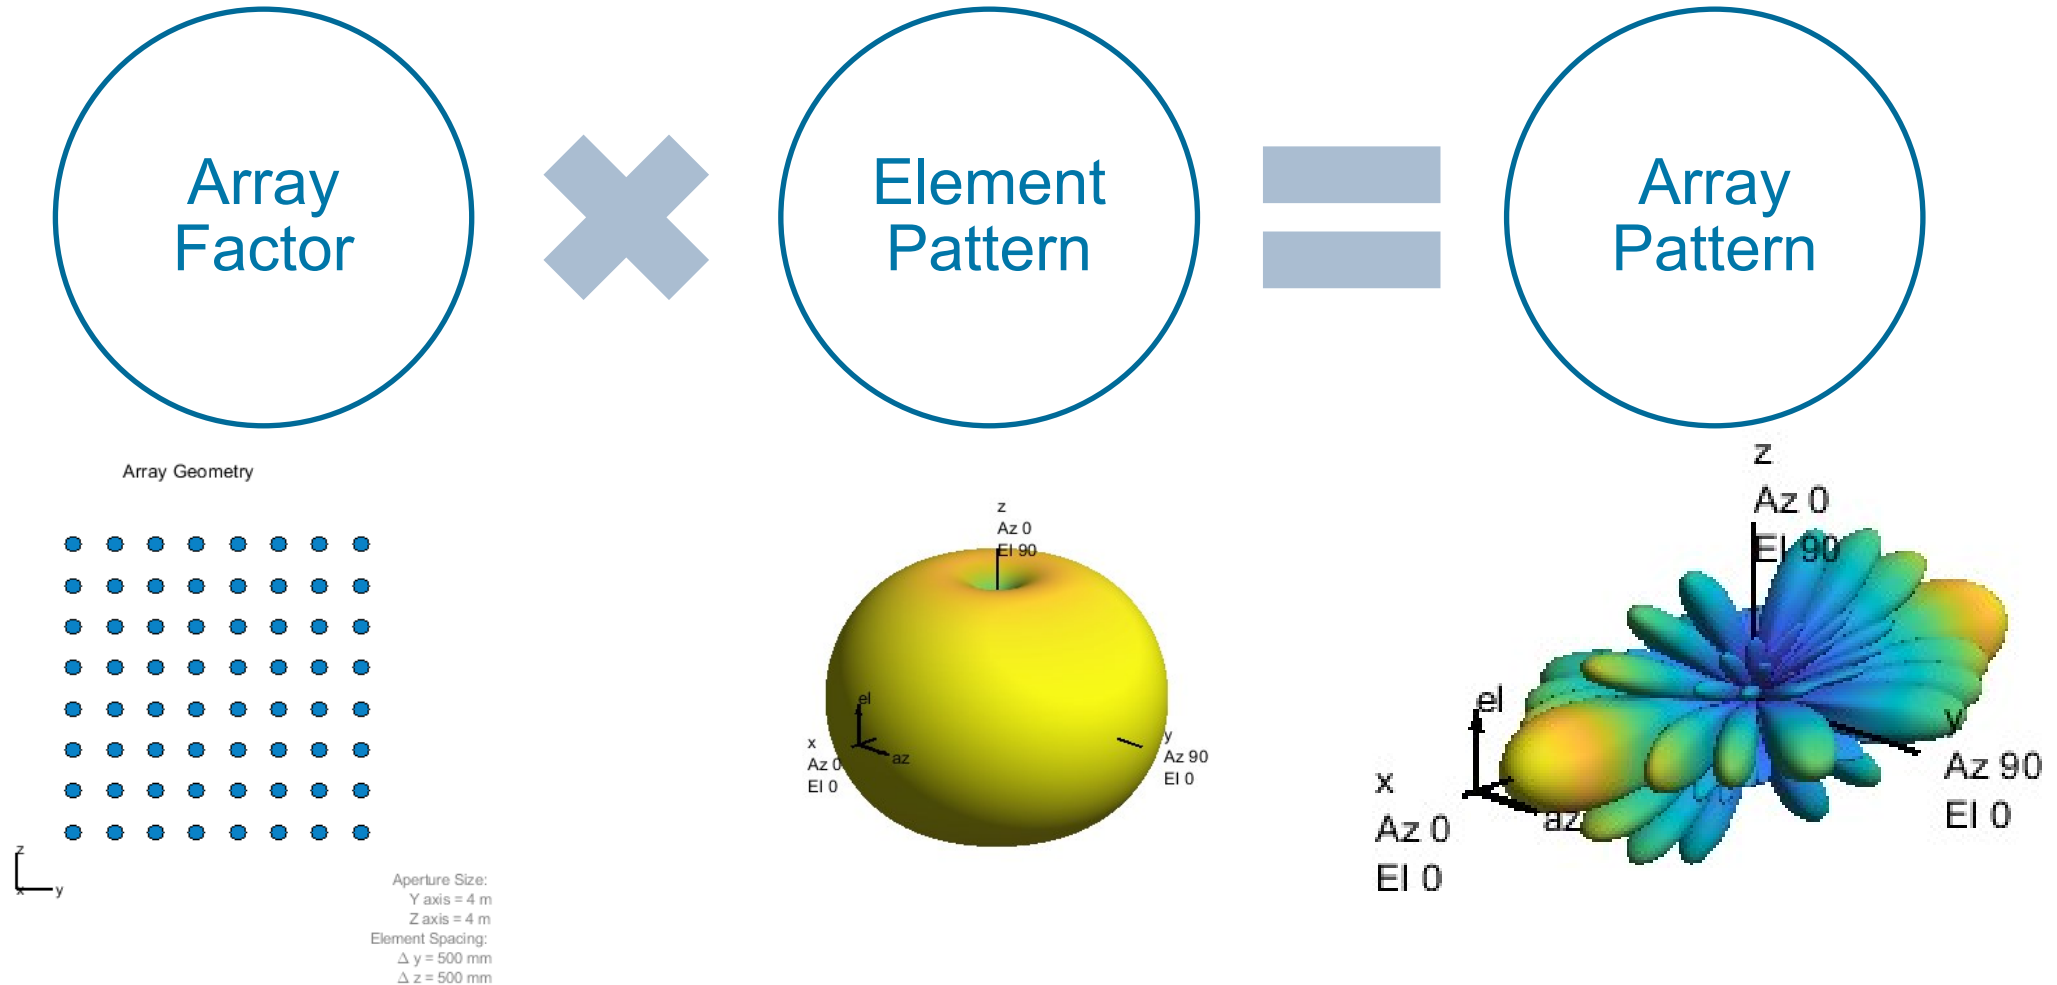 Array
Factor
Element
Pattern
Array
Pattern
Array Geometry
z
x
y
Aperture Size:
Y axis = 4 m
Z axis = 4 m
Element Spacing:
Δ y = 500 mm
Δ z = 500 mm
z
Az 0
El 90
el
az
x
Az 0
El 0
y
Az 90
El 0
z
Az 0
El 90
el
az
x
Az 0
El 0
y
Az 90
El 0